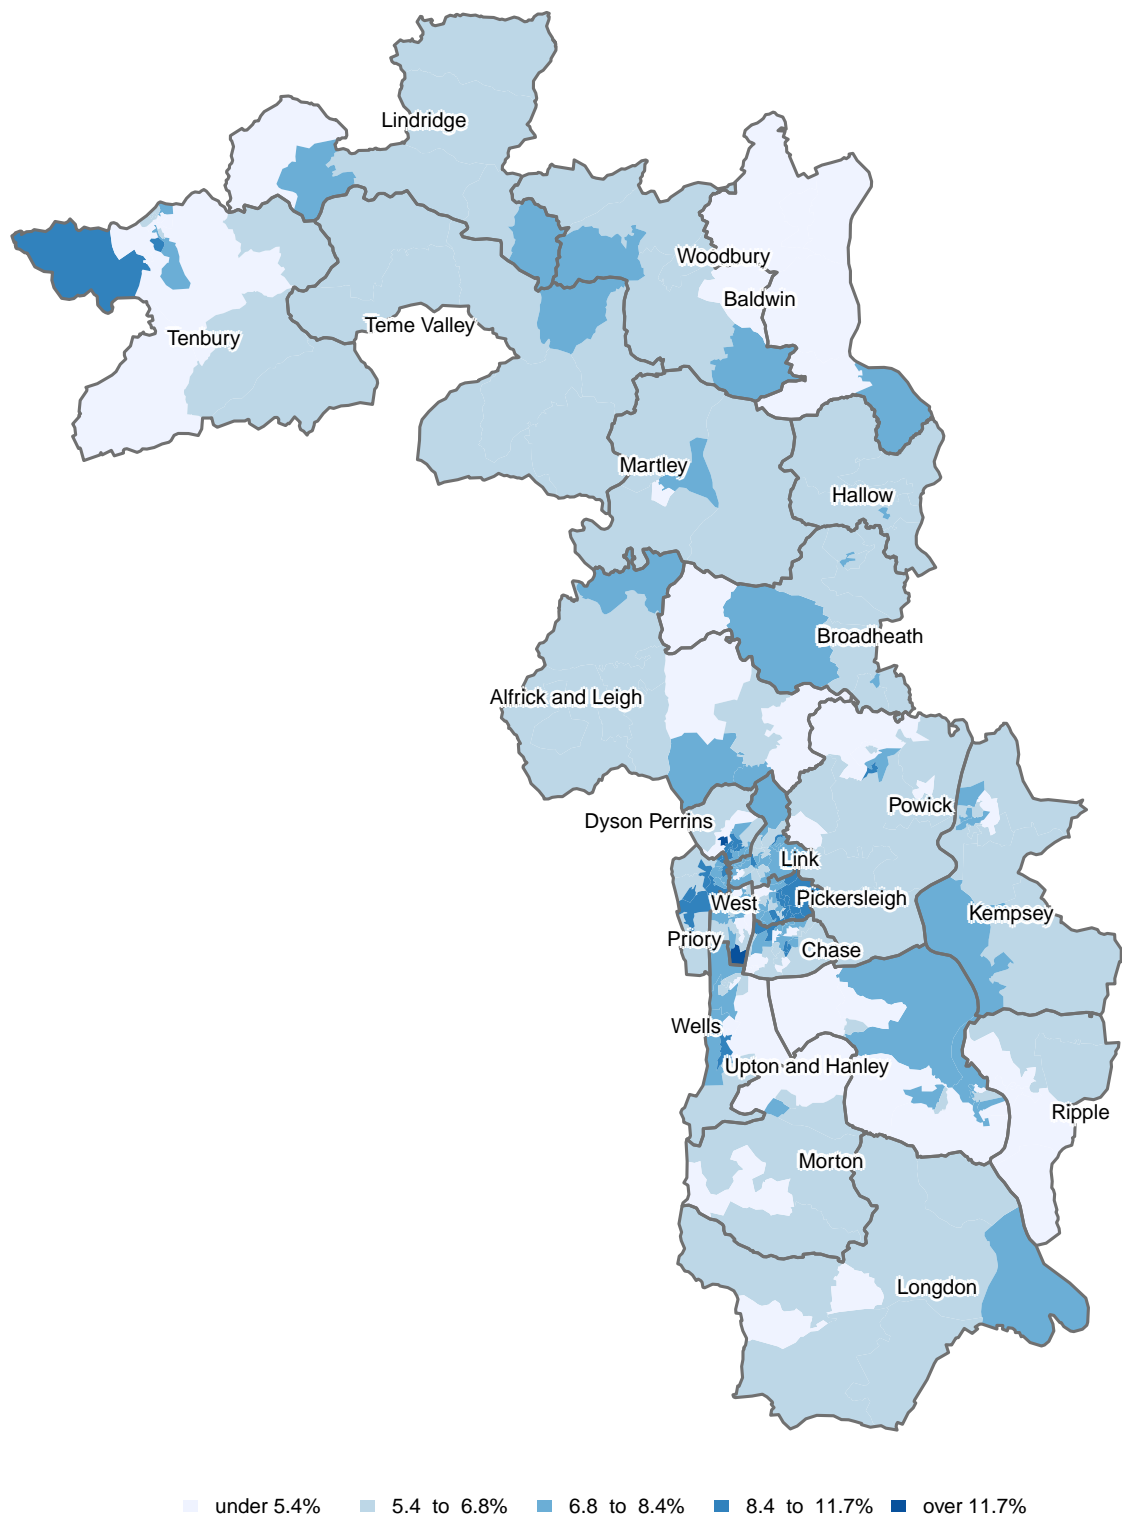 Lindridge
Woodbury
Baldwin
Teme Valley
Tenbury
Martley
Hallow
Broadheath
Alfrick and Leigh
Powick
Dyson Perrins
Link
Pickersleigh
West
Kempsey
Priory
Chase
Wells
Upton and Hanley
Ripple
Morton
Longdon
under 5.4%
5.4 to 6.8%
6.8 to 8.4%
8.4 to 11.7%
over 11.7%